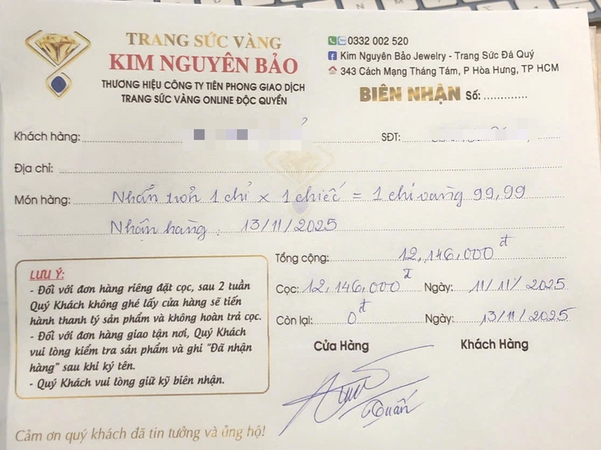 TRANG SỨC VÀNG
KIM NGUYÊN BẢO
THƯƠNG HIỆU CÔNG TY TIÊN PHONG GIAO DỊCH
TRANG SỨC VÀNG ONLINE ĐỘC QUYỀN
0332 002 520
Kim Nguyên Bảo Jewelry - Trang Sức Đá Quý
343 Cách Mạng Tháng Tám, P Hòa Hưng, TP HCM
BIÊN NHẬN Số:.............
Khách hàng:
SĐT:
Địa chỉ:
Món hàng: Nhẫn trơn 1 chỉ x 1 chiếc = 1 chỉ vàng 99,99
Nhận hàng: 13/11/2025
Tổng cộng: 12,146,000đ
Cọc: 12,146,000đ Ngày: 11/11/2025
Còn lại: 0đ Ngày: 13/11/2025
LƯU Ý:
- Đối với đơn hàng riêng đặt cọc, sau 2 tuần
Quý Khách không ghé lấy cửa hàng sẽ tiến
hành thanh lý sản phẩm và không hoàn trả cọc.
- Đối với đơn hàng giao tận nơi, Quý Khách
vui lòng kiểm tra sản phẩm và ghi "Đã nhận
hàng" sau khi ký tên.
- Quý Khách vui lòng giữ kỹ biên nhận.
Cửa Hàng Khách Hàng
Quấn
Cảm ơn quý khách đã tin tưởng và ủng hộ!